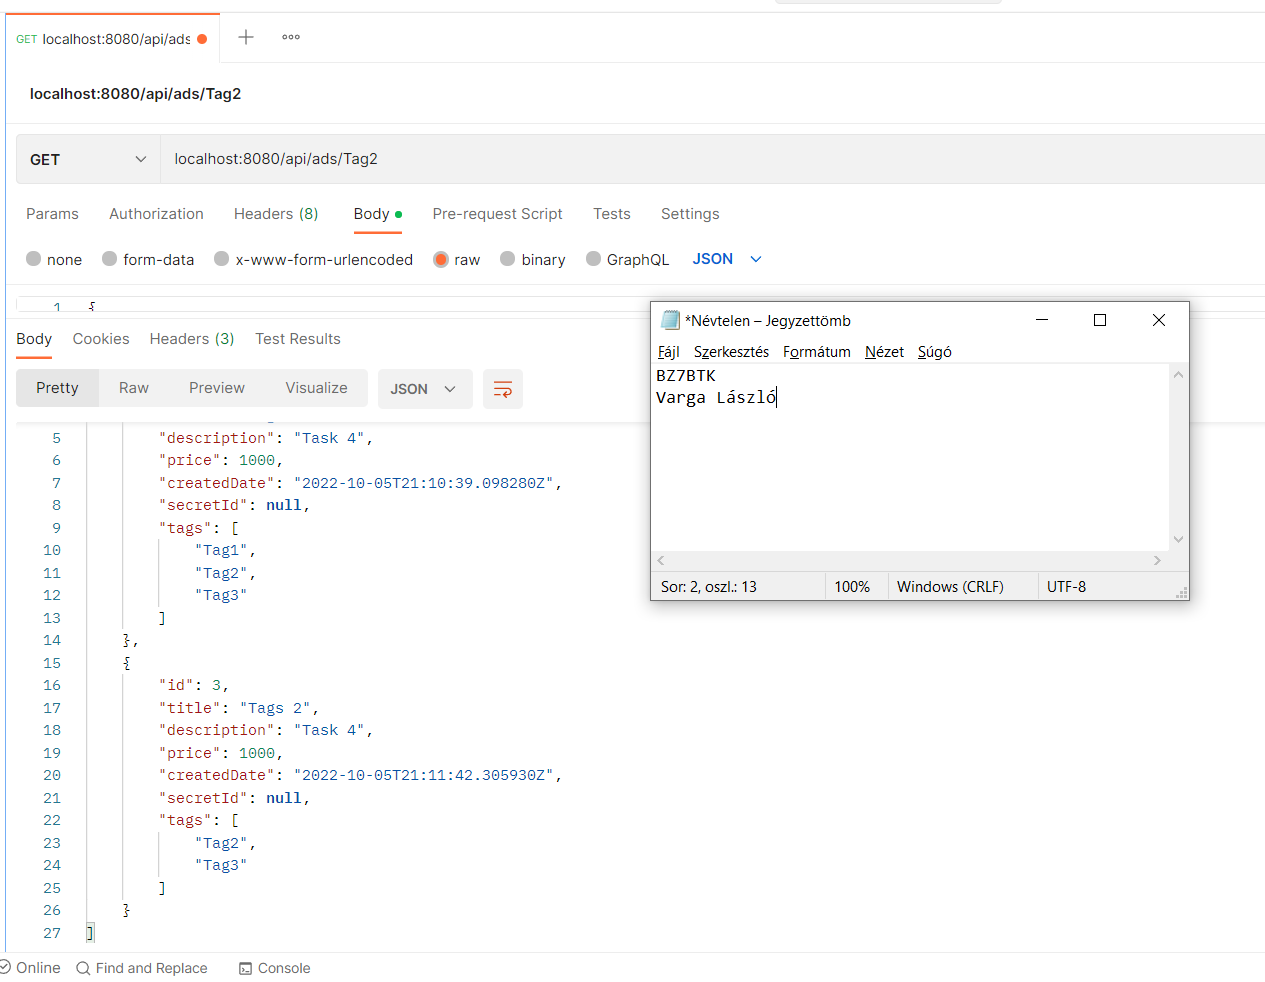 GET localhost:8080/api/ads
localhost:8080/api/ads/Tag2
GET localhost:8080/api/ads/Tag2
Params Authorization Headers (8) Body Pre-request Script Tests Settings
none form-data x-www-form-urlencoded raw binary GraphQL JSON
1 {
Body Cookies Headers (3) Test Results
Pretty Raw Preview Visualize JSON
5 "description": "Task 4",
6 "price": 1000,
7 "createdDate": "2022-10-05T21:10:39.098280Z",
8 "secretId": null,
9 "tags": [
10 "Tag1",
11 "Tag2",
12 "Tag3"
13 ]
14 },
15 {
16 "id": 3,
17 "title": "Tags 2",
18 "description": "Task 4",
19 "price": 1000,
20 "createdDate": "2022-10-05T21:11:42.305930Z",
21 "secretId": null,
22 "tags": [
23 "Tag2",
24 "Tag3"
25 ]
26 }
27 ]
*Névtelen – Jegyzettömb
Fájl Szerkesztés Formátum Nézet Súgó
BZ7BTK
Varga László
Sor: 2, oszl.: 13 100% Windows (CRLF) UTF-8
Online Find and Replace Console